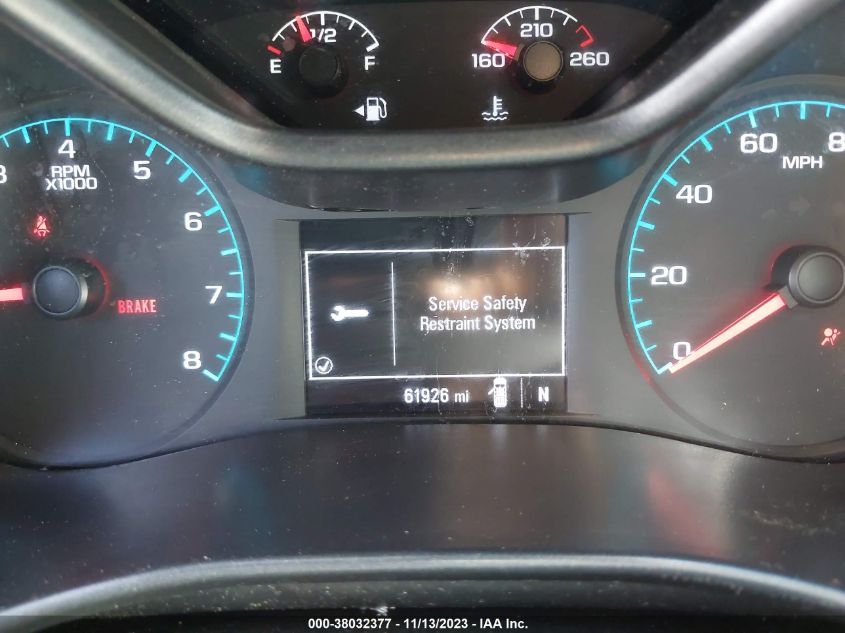 E 1/2 F
160 210 260
4 5 6 7 8
RPM
X1000
BRAKE
0 20 40 60
MPH
Service Safety
Restraint System
61926 mi N
000-38032377 - 11/13/2023 - IAA Inc.